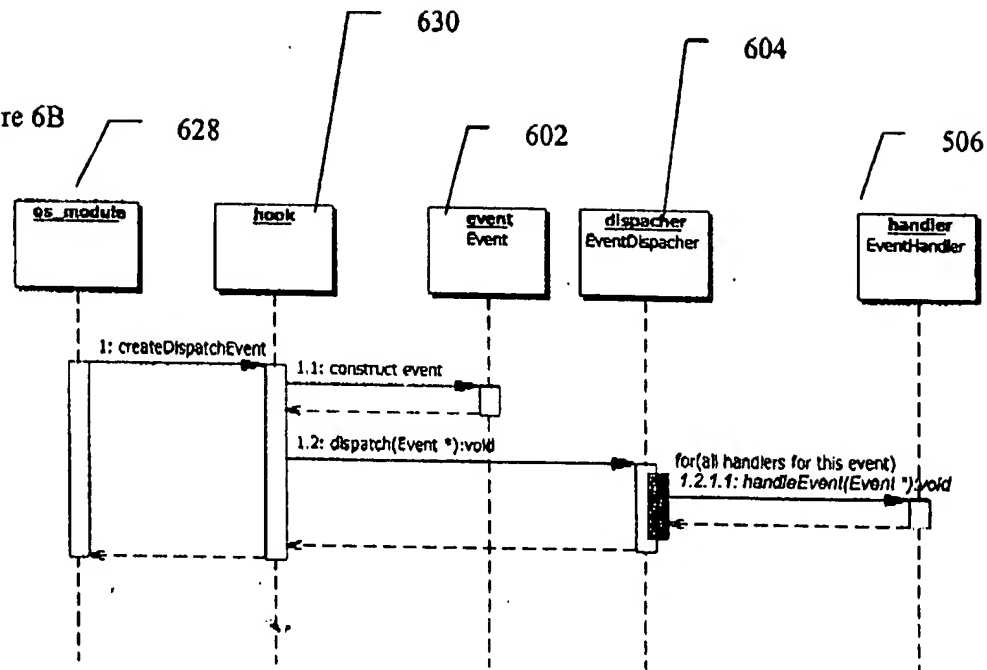 630
604
re 6B
628
602
506
os_module
hook
event
Event
dispacher
EventDispacher
handler
EventHandler
1: createDispatchEvent
1.1: construct event
1.2: dispatch(Event *):void
for(all handlers for this event)
1.2.1.1: handleEvent(Event *):void